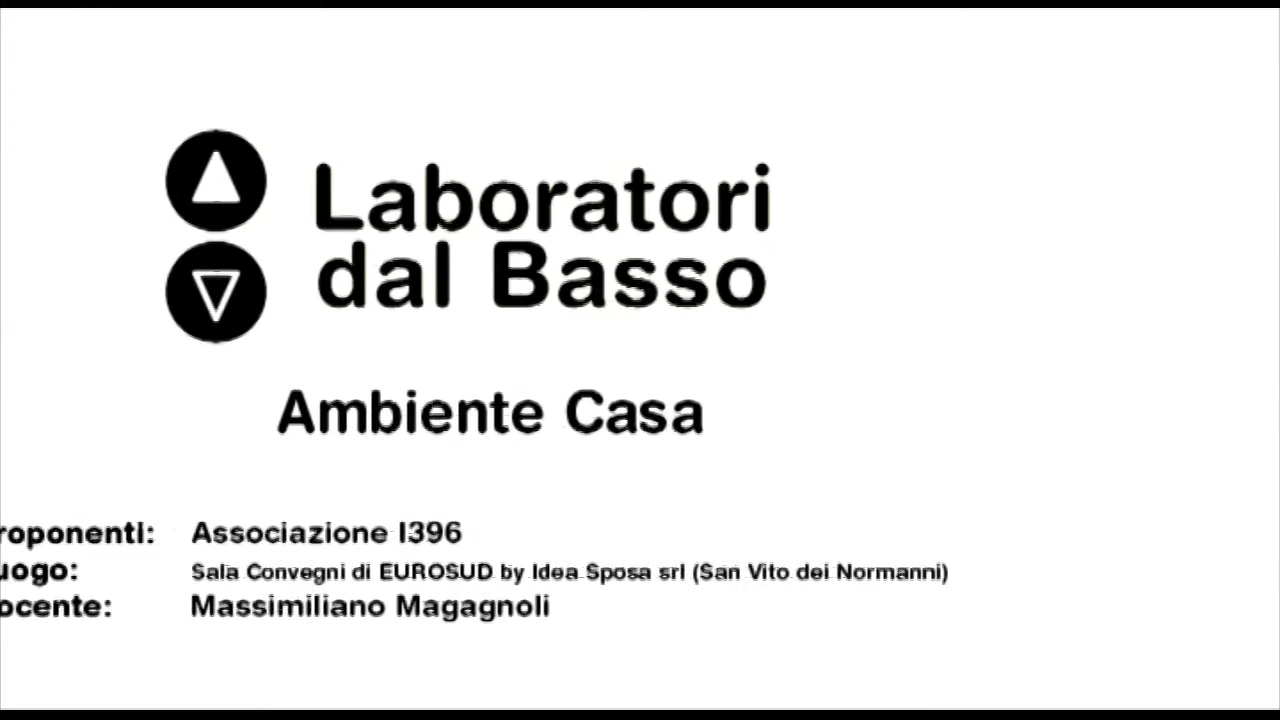 Laboratori
dal Basso
Ambiente Casa
roponenti: Associazione I396
uogo: Sala Convegni di EUROSUD by Idea Sposa srl (San Vito dei Normanni)
ocente: Massimiliano Magagnoli